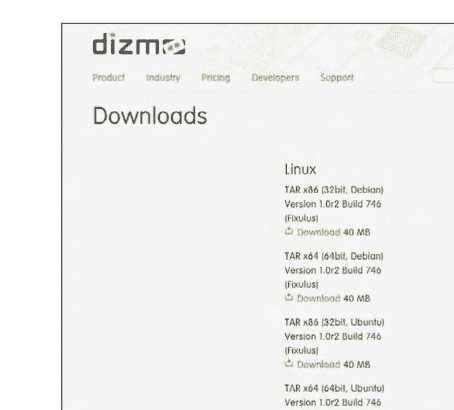 dizmo
Product Industry Pricing Developers Support
Downloads
Linux
TAR x86 (32bit, Debian)
Version 1.0r2 Build 746
(Fixulus)
Download 40 MB
TAR x64 (64bit, Debian)
Version 1.0r2 Build 746
(Fixulus)
Download 40 MB
TAR x86 (32bit, Ubuntu)
Version 1.0r2 Build 746
(Fixulus)
Download 40 MB
TAR x64 (64bit, Ubuntu)
Version 1.0r2 Build 746